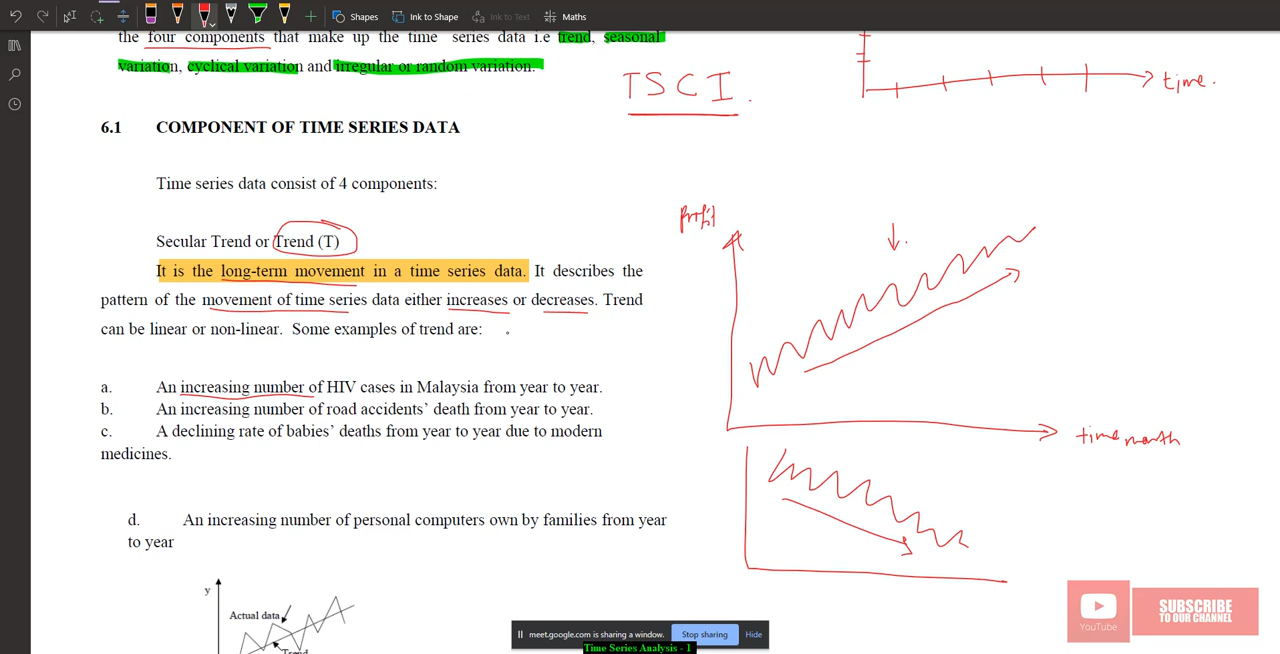 Shapes
Ink to Shape
Ink to Text
Maths
the four components that make up the time series data i.e trend, seasonal
variation, cyclical variation and irregular or random variation.
TSCI.
time.
6.1 COMPONENT OF TIME SERIES DATA
Time series data consist of 4 components:
Profit
Secular Trend or Trend (T)
It is the long-term movement in a time series data. It describes the
pattern of the movement of time series data either increases or decreases. Trend
can be linear or non-linear. Some examples of trend are:
a. An increasing number of HIV cases in Malaysia from year to year.
b. An increasing number of road accidents’ death from year to year.
c. A declining rate of babies’ deaths from year to year due to modern
medicines.
time month
d. An increasing number of personal computers own by families from year
to year
y
Actual data
Trend
meet.google.com is sharing a window.
Stop sharing
Hide
Time Series Analysis - 1
YouTube
SUBSCRIBE
TO OUR CHANNEL